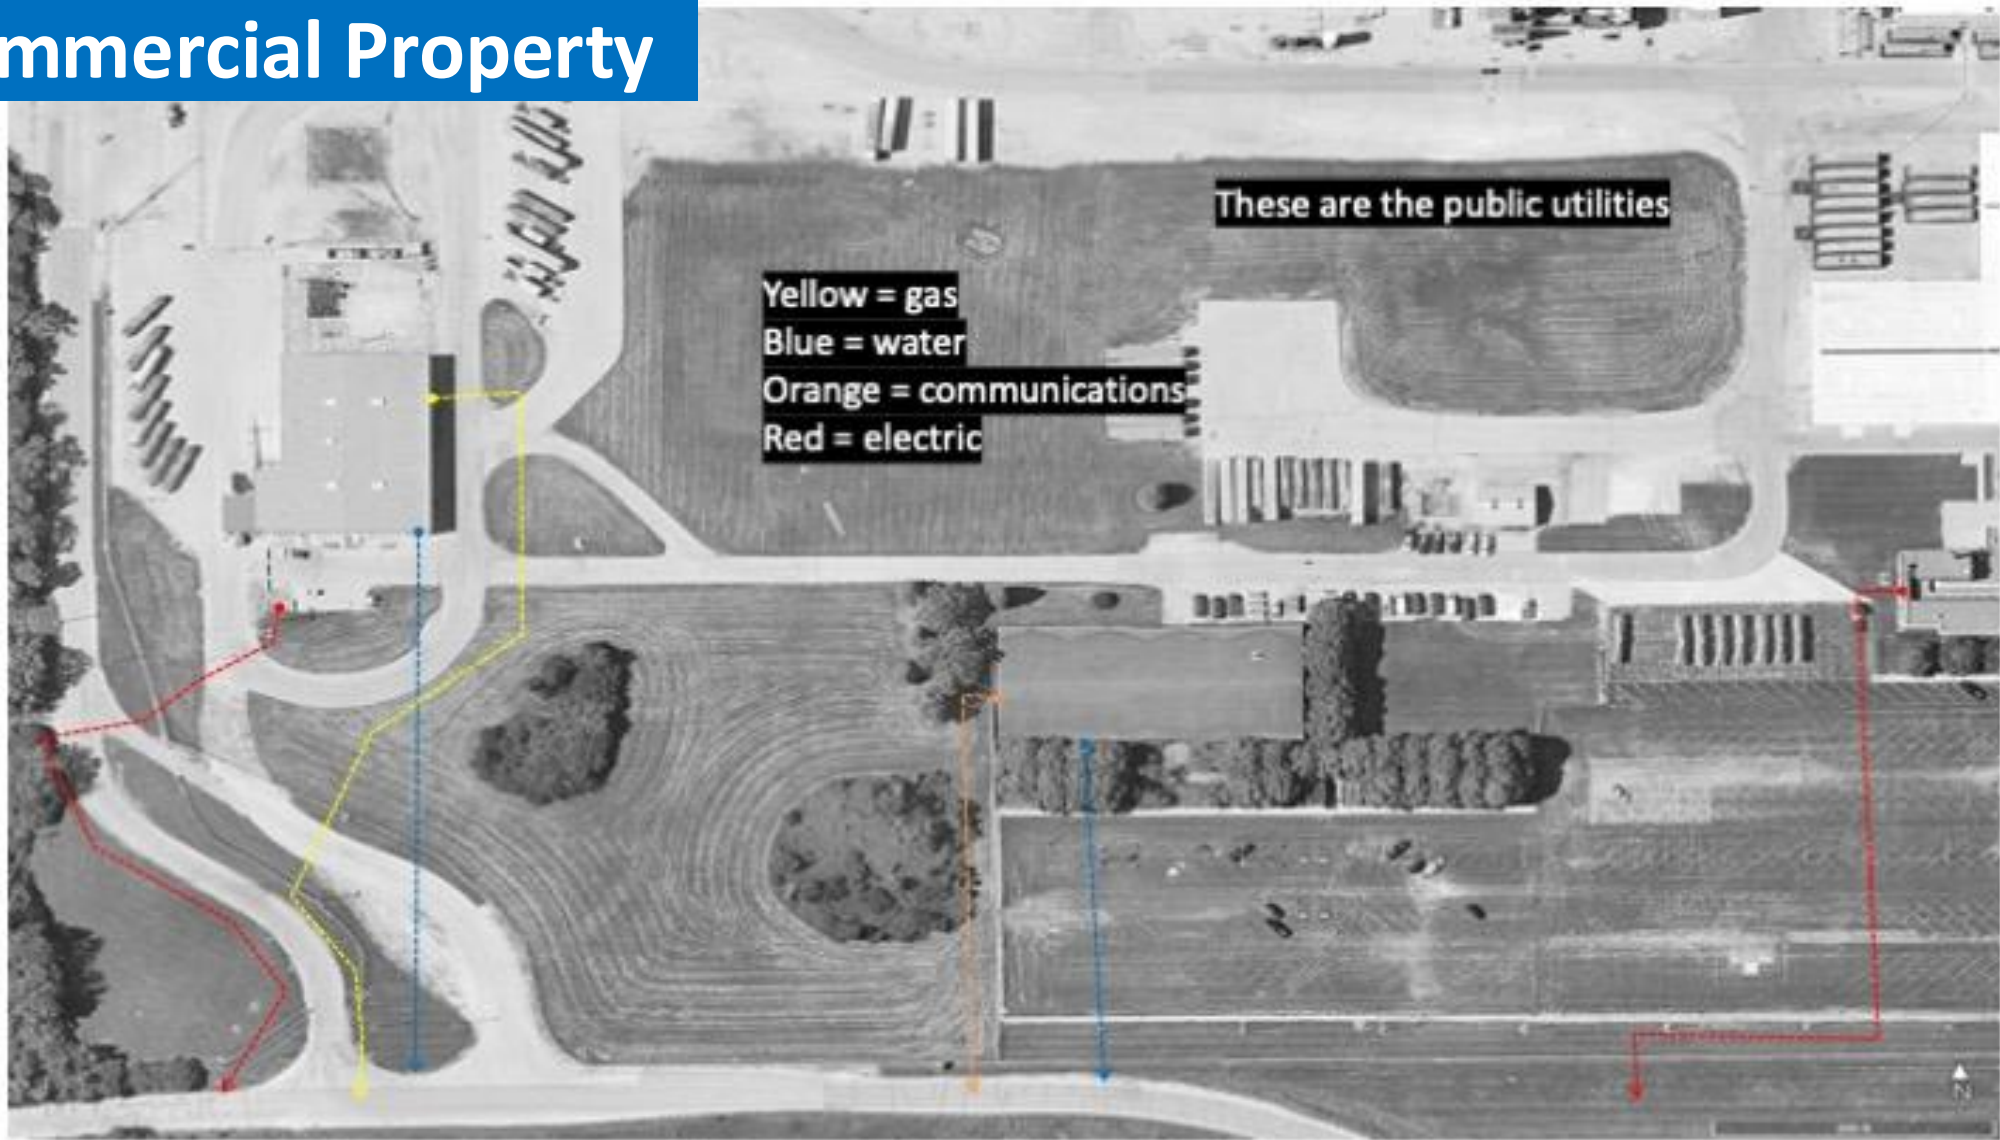 mmercial Property
These are the public utilities
Yellow = gas
Blue = water
Orange = communications
Red = electric
N